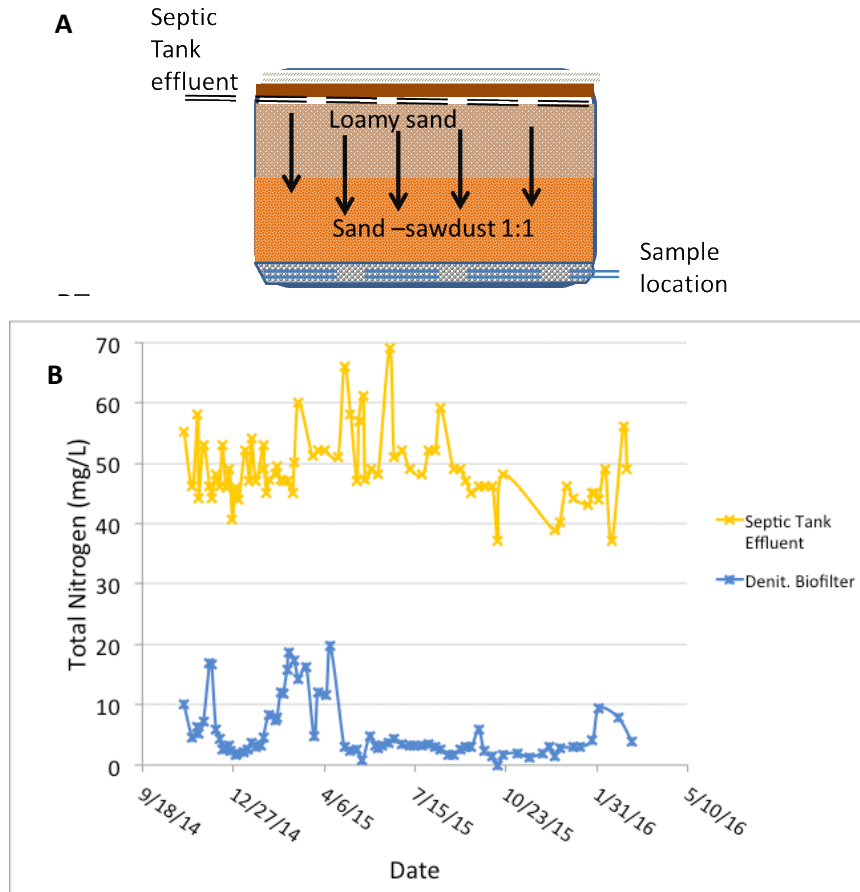 A
Septic
Tank
effluent
Loamy sand
Sand –sawdust 1:1
Sample
location
B
Total Nitrogen (mg/L)
70
60
50
40
30
20
10
0
9/18/14
12/27/14
4/6/15
7/15/15
10/23/15
1/31/16
5/10/16
Date
Septic Tank
Effluent
Denit. Biofilter